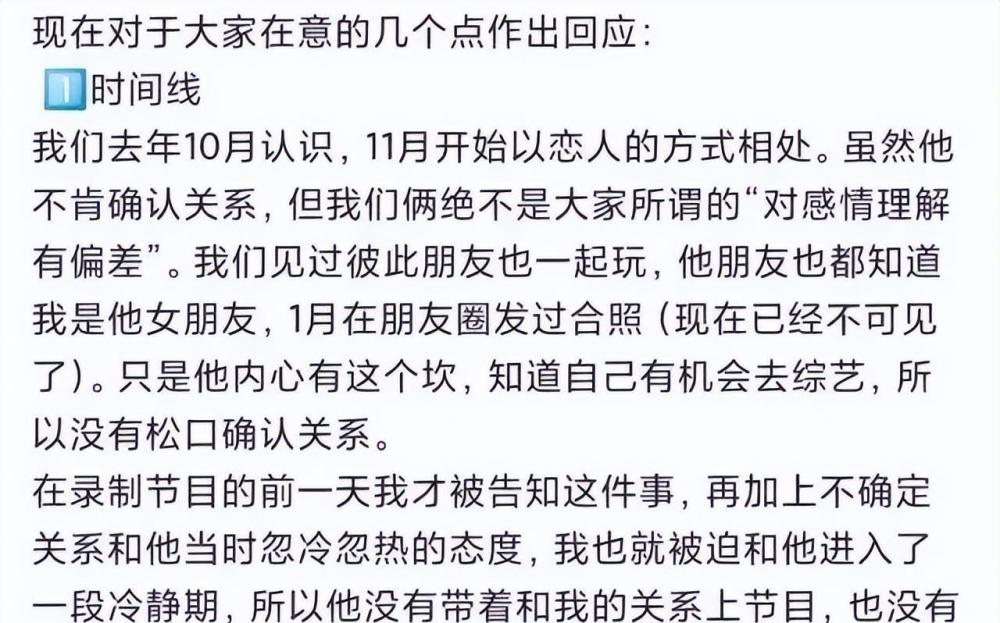 现在对于大家在意的几个点作出回应：
1️⃣时间线
我们去年10月认识，11月开始以恋人的方式相处。虽然他
不肯确认关系，但我们俩绝不是大家所谓的“对感情理解
有偏差”。我们见过彼此朋友也一起玩，他朋友也都知道
我是他女朋友，1月在朋友圈发过合照（现在已经不可见
了）。只是他内心有这个坎，知道自己有机会去综艺，所
以没有松口确认关系。
在录制节目的前一天我才被告知这件事，再加上不确定
关系和他当时忽冷忽热的态度，我也就被迫和他进入了
一段冷静期，所以他没有带着和我的关系上节目，也没有